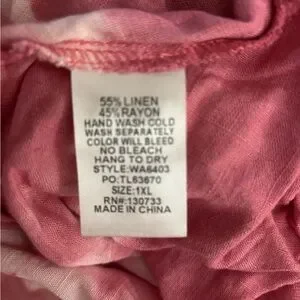 55% LINEN
45% RAYON
HAND WASH COLD
WASH SEPARATELY
COLOR WILL BLEED
NO BLEACH
HANG TO DRY
STYLE:WA6403
PO:TL63670
SIZE:1XL
RN#:130733
MADE IN CHINA